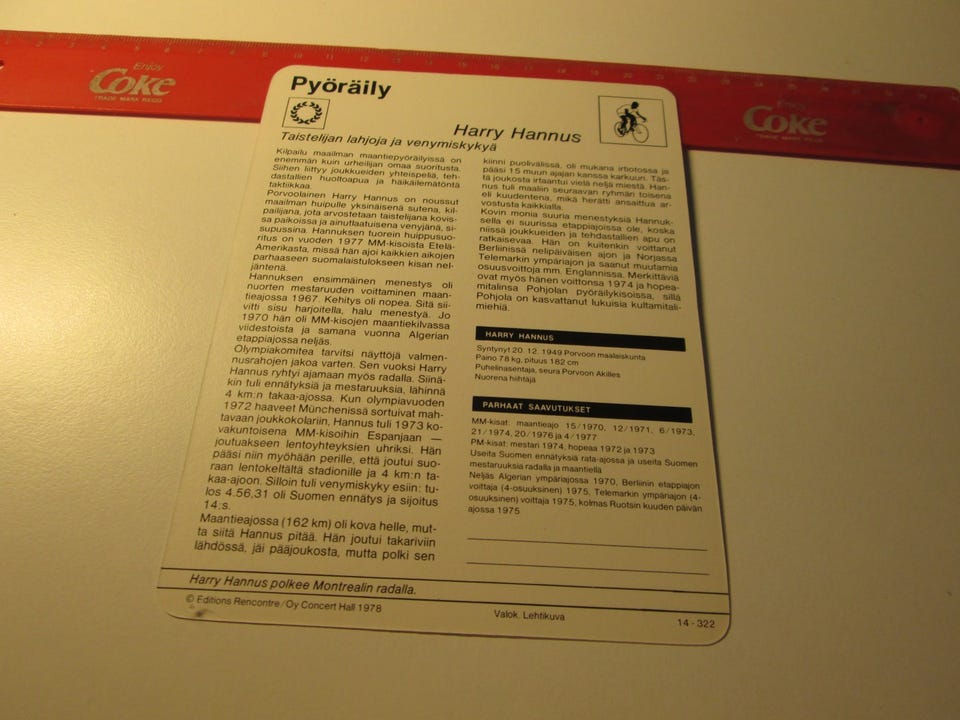 Enjoy
Coke
TRADE MARK REGD
Enjoy
Coke
TRADE MARK REGD
Pyöräily
Harry Hannus
Taistelijan lahjoja ja venymiskykyä
Kilpailu maailman maantiepyöräilyissä on
enemmän kuin urheilijan omaa suoritusta.
Siihen liittyy joukkueiden yhteispeliä, teh-
dastallien huoltoapua ja häikäilemätöntä
taktiikkaa.
Porvoolainen Harry Hannus on noussut
maailman huipulle yksinäisenä sutena, kil-
pailijana, jota arvostetaan taistelijana kovis-
sa paikoissa ja ainutlaatuisena venyjänä, si-
supussina. Hannuksen tuorein huippusuo-
ritus on vuoden 1977 MM-kisoista Etelä-
Amerikasta, missä hän ajoi kaikkien aikojen
parhaaseen suomalaistulokseen kisan nel-
jäntenä.
Hannuksen ensimmäinen menestys oli
nuorten mestaruuden voittaminen maan-
tieajossa 1967. Kehitys oli nopea. Sitä sii-
vitti sisu harjoitella, halu menestyä. Jo
1970 hän oli MM-kisojen maantiekilvassa
viidestoista ja samana vuonna Algerian
etappiajossa neljäs.
Olympiakomitea tarvitsi näyttöjä valmen-
nusrahojen jakoa varten. Sen vuoksi Harry
Hannus ryhtyi ajamaan myös radalla. Siinä-
kin tuli ennätyksiä ja mestaruuksia, lähinnä
4 km:n takaa-ajossa. Kun olympiavuoden
1972 haaveet Münchenissä sortuivat mah-
tavaan joukkokolariin, Hannus tuli 1973 ko-
vakuntoisena MM-kisoihin Espanjaan —
joutuakseen lentoyhteyksien uhriksi. Hän
pääsi niin myöhään perille, että joutui suo-
raan lentokeltältä stadionille ja 4 km:n ta-
kaa-ajoon. Silloin tuli venymiskyky esiin: tu-
los 4.56,31 oli Suomen ennätys ja sijoitus
14.s.
Maantieajossa (162 km) oli kova helle, mut-
ta siitä Hannus pitää. Hän joutui takariviin
lähdössä, jäi pääjoukosta, mutta polki sen
kiinni puolivälissä, oli mukana irtiotossa ja
pääsi 15 muun ajajan kanssa karkuun. Täs-
tä joukosta irtaantui vielä neljä miestä. Han-
nus tuli maaliin seuraavan ryhmän toisena
eli kuudentena, mikä herätti ansaittua ar-
vostusta kaikkialla.
Kovin monia suuria menestyksiä Hannuk-
sella ei suurissa etappiajoissa ole, koska
niissä joukkueiden ja tehdastallien apu on
ratkaisevaa. Hän on kuitenkin voittanut
Berliinissä nelipäiväisen ajon ja Norjassa
Telemarkin ympäriajon ja saanut muutamia
osuusvoittoja mm. Englannissa. Merkittäviä
ovat myös hänen voittonsa 1974 ja hopea-
mitalinsa Pohjolan pyöräilykisoissa, sillä
Pohjola on kasvattanut lukuisia kultamitali-
miehiä.
HARRY HANNUS
Syntynyt 20. 12. 1949 Porvoon maalaiskunta
Paino 78 kg, pituus 182 cm
Puhelinasentaja, seura Porvoon Akilles
Nuorena hiihtäjä
PARHAAT SAAVUTUKSET
MM-kisat: maantieajo 15/1970, 12/1971, 6/1973,
21/1974, 20/1976 ja 4/1977
PM-kisat: mestari 1974, hopeaa 1972 ja 1973
Useita Suomen ennätyksiä rata-ajossa ja useita Suomen
mestaruuksia radalla ja maantiellä
Neljäs Algerian ympäriajossa 1970, Berliinin etappiajon
voittaja (4-osuuksinen) 1975, Telemarkin ympäriajon (4-
osuuksinen) voittaja 1975, kolmas Ruotsin kuuden päivän
ajossa 1975
Harry Hannus polkee Montrealin radalla.
© Editions Rencontre/Oy Concert Hall 1978
Valok. Lehtikuva
14-322